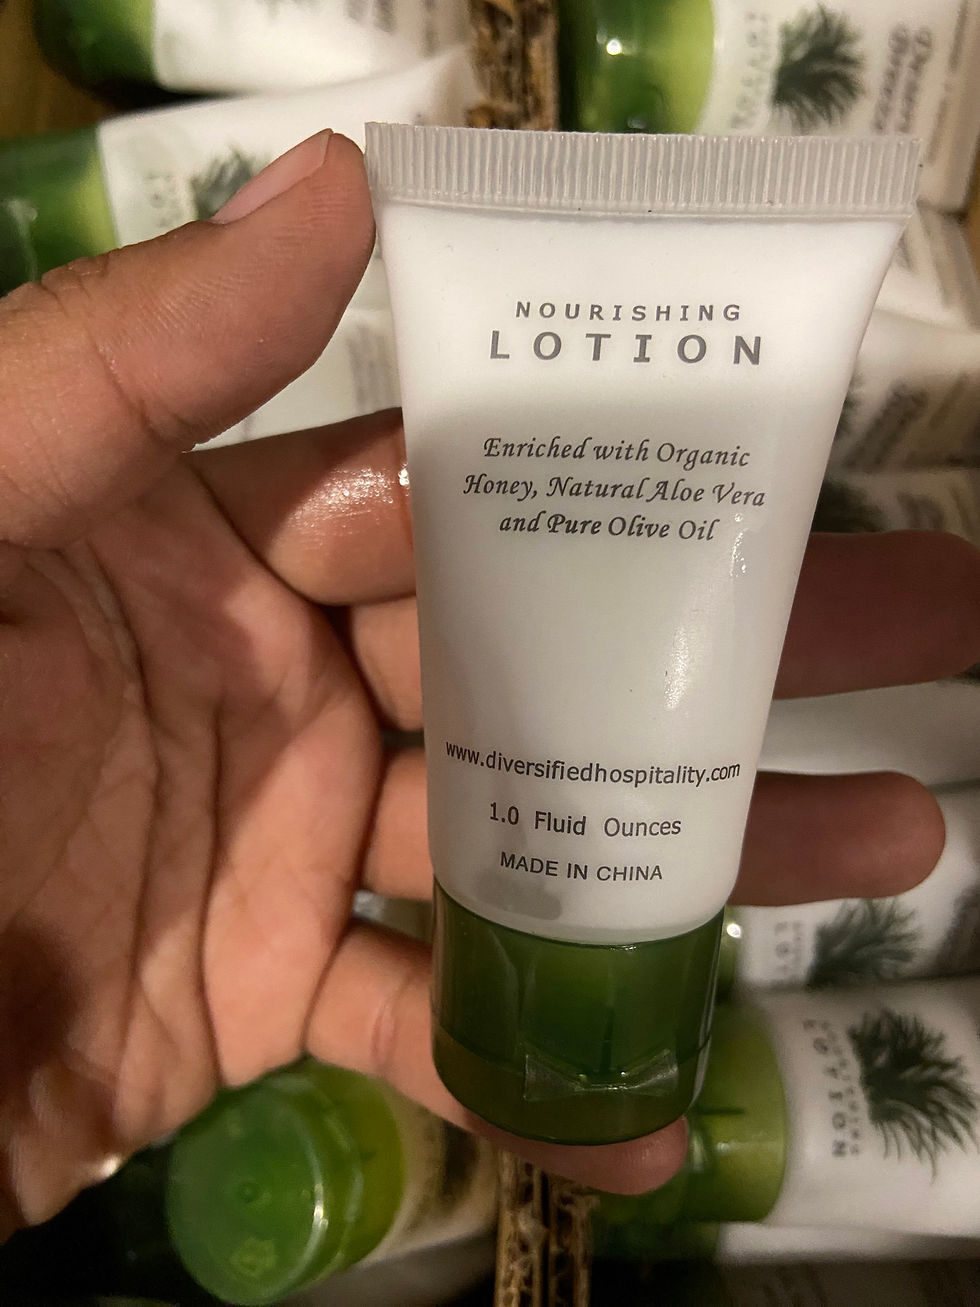 NOURISHING
LOTION
Enriched with Organic
Honey, Natural Aloe Vera
and Pure Olive Oil
www.diversifiedhospitality.com
1.0 Fluid Ounces
MADE IN CHINA